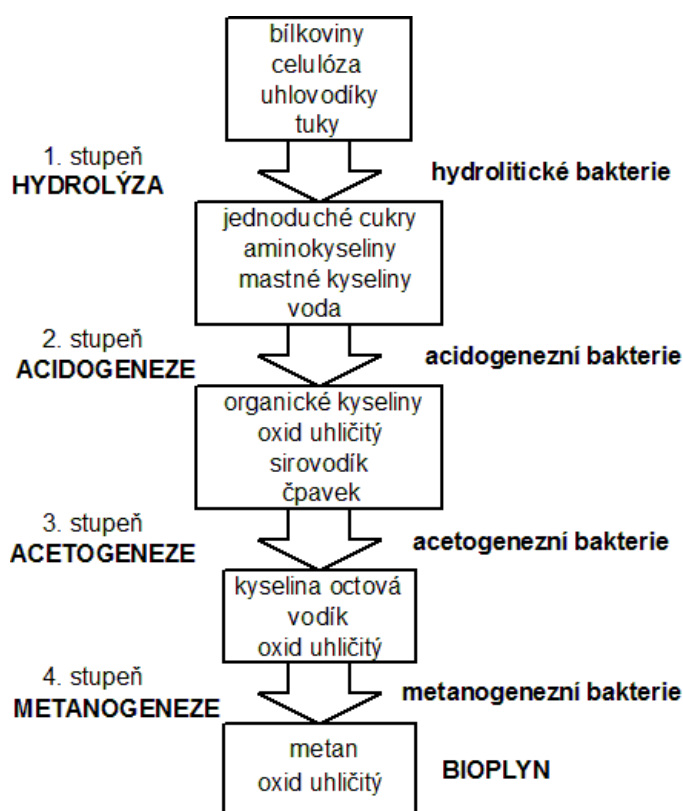 bílkoviny
celulóza
uhlovodíky
tuky
1. stupeň
HYDROLÝZA
hydrolitické bakterie
jednoduché cukry
aminokyseliny
mastné kyseliny
voda
2. stupeň
ACIDOGENEZE
acidogenezní bakterie
organické kyseliny
oxid uhličitý
sirovodík
čpavek
3. stupeň
ACETOGENEZE
acetogenezní bakterie
kyselina octová
vodík
oxid uhličitý
4. stupeň
METANOGENEZE
metanogenezní bakterie
metan
oxid uhličitý
BIOPLYN